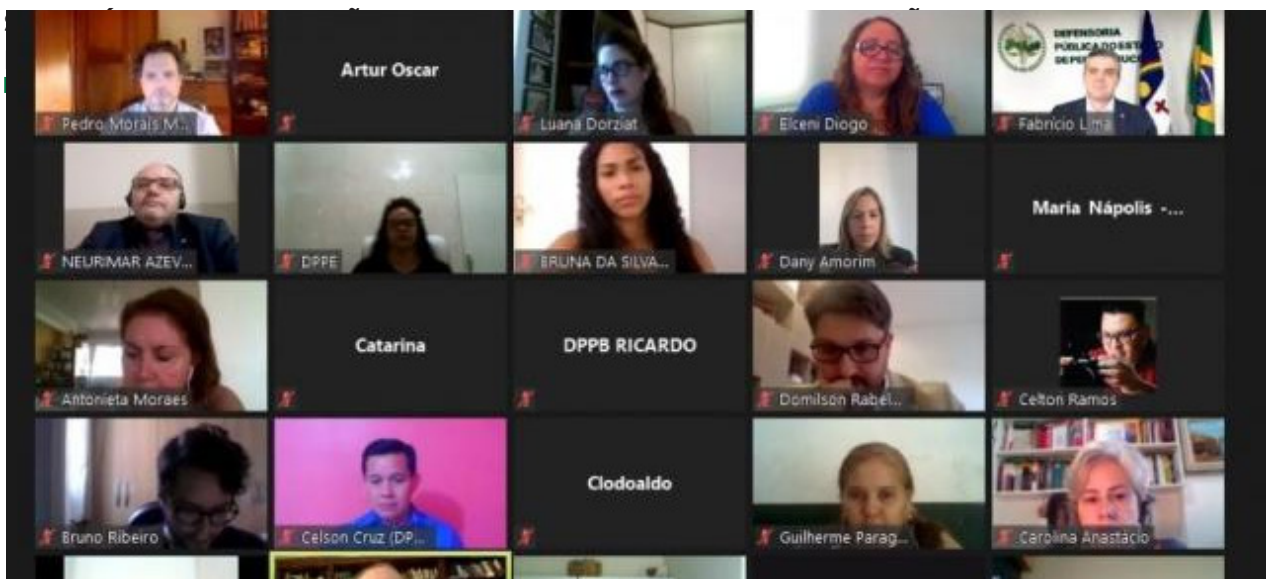 Pedro Morais M...
Artur Oscar
Luana Dorziat
Elceni Diogo
DEFENSORIA
PÚBLICA DO ESTADO
Fabrício Lima
NEURIMAR AZEV...
DPPE
BRUNA DA SILVA...
Dany Amorim
Maria Nápolis -...
Antonieta Moraes
Catarina
DPPB RICARDO
Domilson Rabel...
Celton Ramos
Bruno Ribeiro
Celson Cruz (DP...
Clodoaldo
Guilherme Parag...
Carolina Anastácio